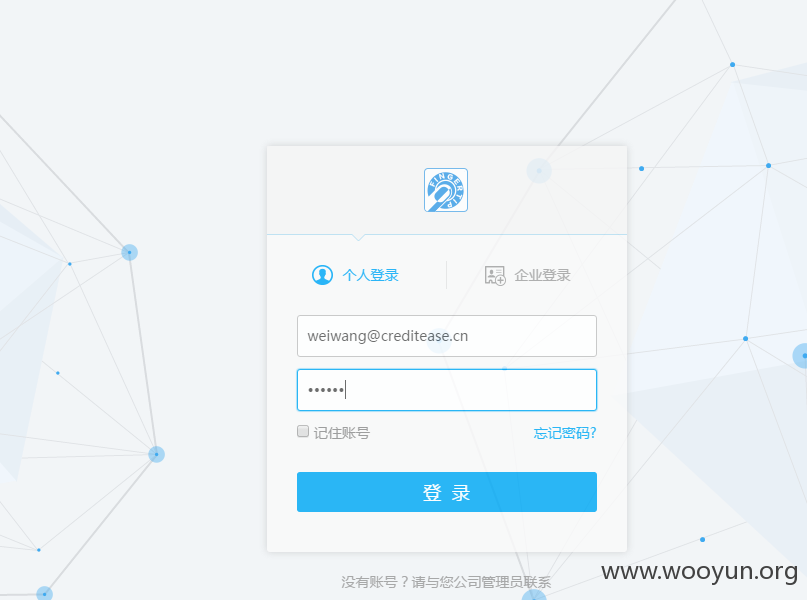 FINGERTIP
个人登录
企业登录
weiwang@creditease.cn
••••••
记住账号
忘记密码?
登 录
没有账号？请与您公司管理员联系
www.wooyun.org